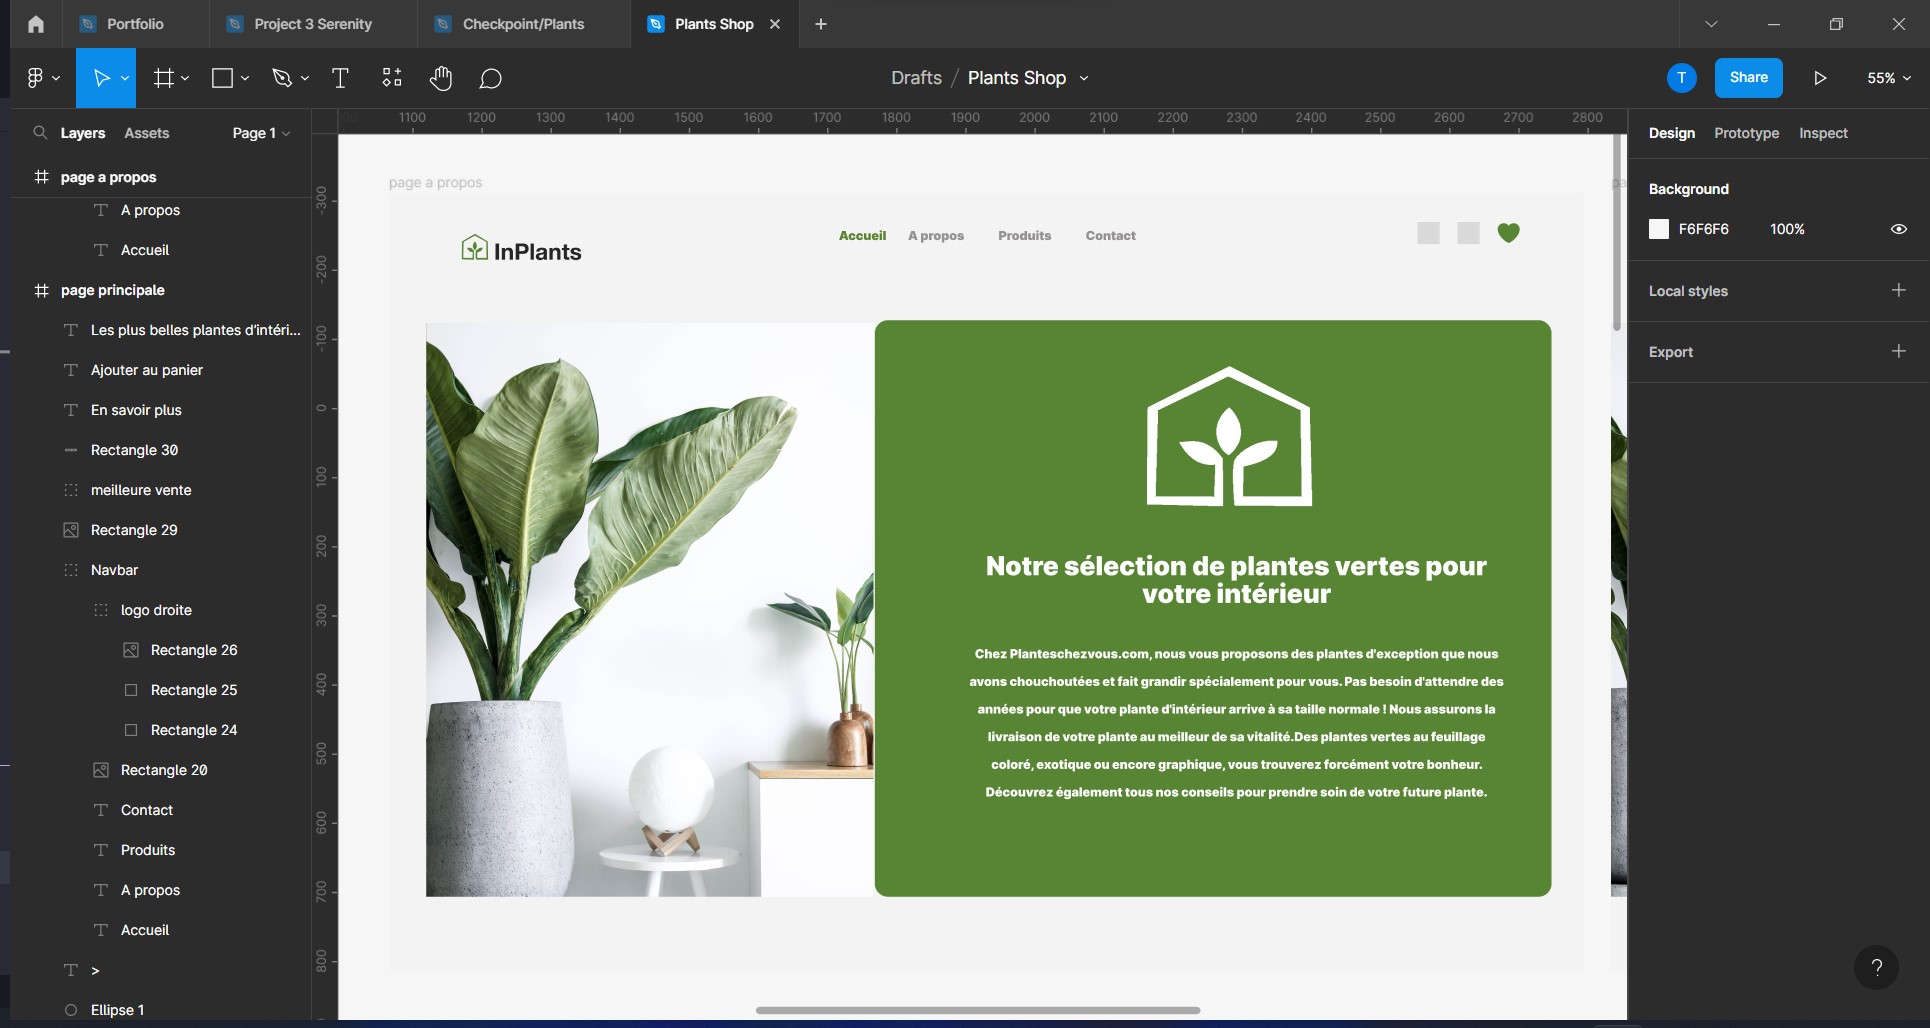 Portfolio
Project 3 Serenity
Checkpoint/Plants
Plants Shop
Drafts / Plants Shop
T
Share
55%
Layers
Assets
Page 1
page a propos
A propos
Accueil
page principale
Les plus belles plantes d'intéri...
Ajouter au panier
En savoir plus
Rectangle 30
meilleure vente
Rectangle 29
Navbar
logo droite
Rectangle 26
Rectangle 25
Rectangle 24
Rectangle 20
Contact
Produits
A propos
Accueil
>
Ellipse 1
1100 1200 1300 1400 1500 1600 1700 1800 1900 2000 2100 2200 2300 2400 2500 2600 2700 2800
-300
-200
-100
0
100
200
300
400
500
600
700
800
page a propos
pa
InPlants
Accueil
A propos
Produits
Contact
Notre sélection de plantes vertes pour
votre intérieur
Chez Planteschezvous.com, nous vous proposons des plantes d'exception que nous
avons chouchoutées et fait grandir spécialement pour vous. Pas besoin d'attendre des
années pour que votre plante d'intérieur arrive à sa taille normale ! Nous assurons la
livraison de votre plante au meilleur de sa vitalité.Des plantes vertes au feuillage
coloré, exotique ou encore graphique, vous trouverez forcément votre bonheur.
Découvrez également tous nos conseils pour prendre soin de votre future plante.
Design
Prototype
Inspect
Background
F6F6F6
100%
Local styles
Export
?